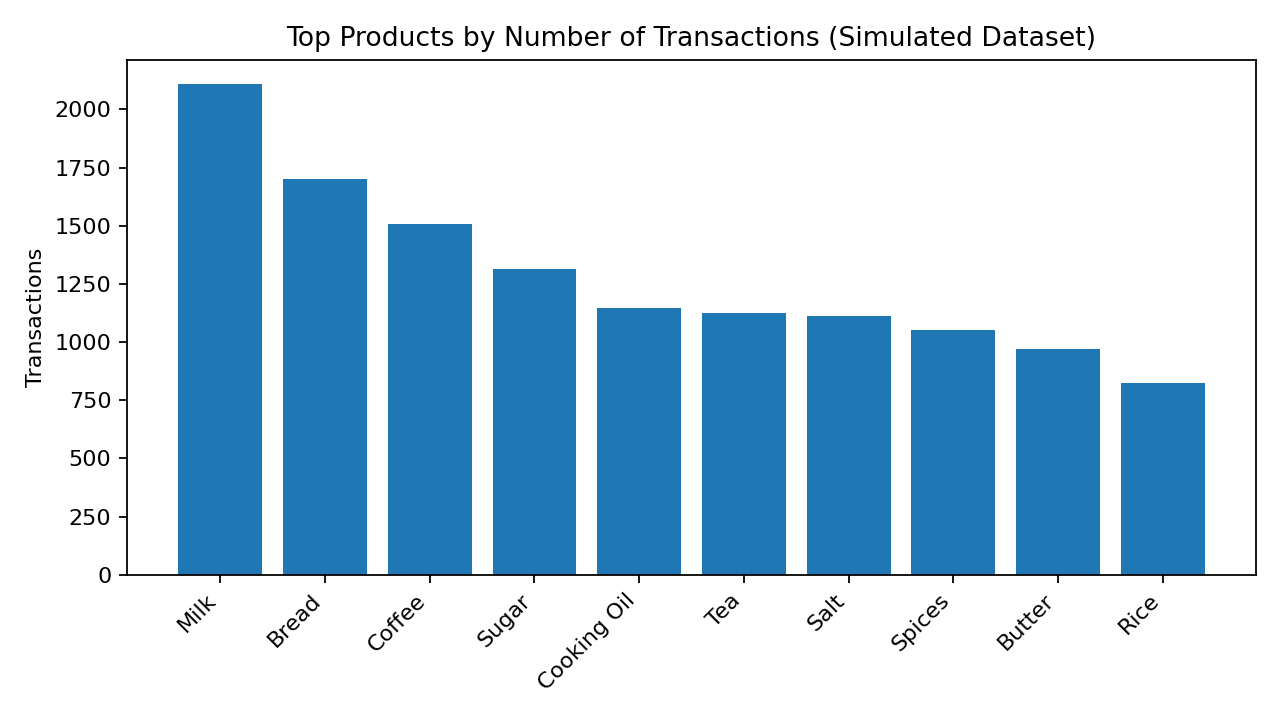 Top Products by Number of Transactions (Simulated Dataset)
Transactions
2000
1750
1500
1250
1000
750
500
250
0
Milk
Bread
Coffee
Sugar
Cooking Oil
Tea
Salt
Spices
Butter
Rice